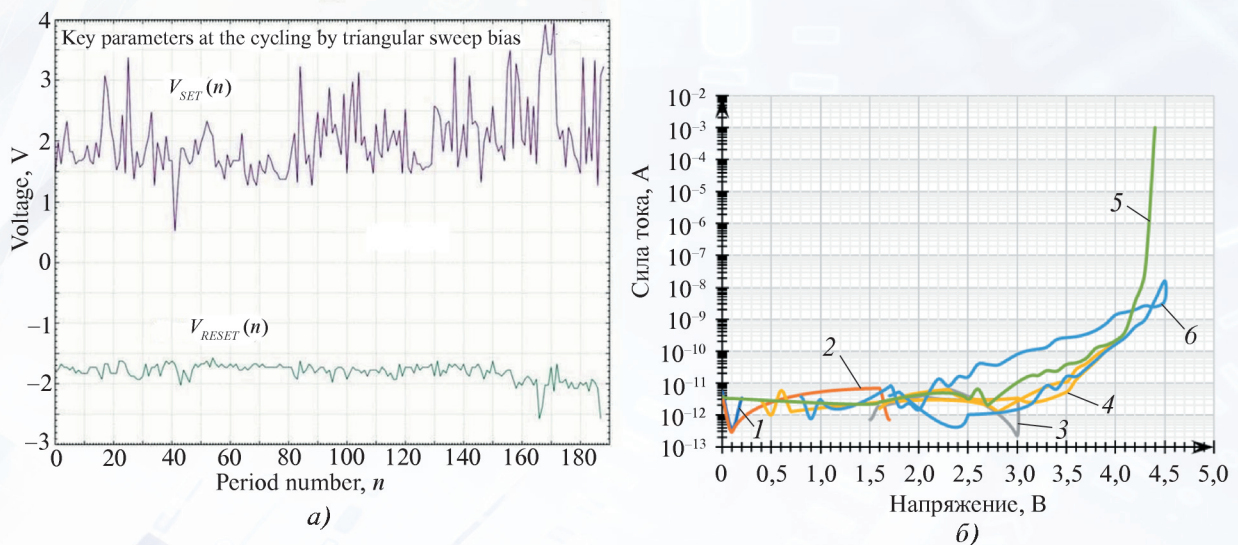 Key parameters at the cycling by triangular sweep bias
V_SET (n)
V_RESET (n)
Voltage, V
4
3
2
1
0
−1
−2
−3
0 20 40 60 80 100 120 140 160 180
Period number, n
а)
Сила тока, А
10⁻²
10⁻³
10⁻⁴
10⁻⁵
10⁻⁶
10⁻⁷
10⁻⁸
10⁻⁹
10⁻¹⁰
10⁻¹¹
10⁻¹²
10⁻¹³
5
2
6
1
3
4
0 0,5 1,0 1,5 2,0 2,5 3,0 3,5 4,0 4,5 5,0
Напряжение, В
б)